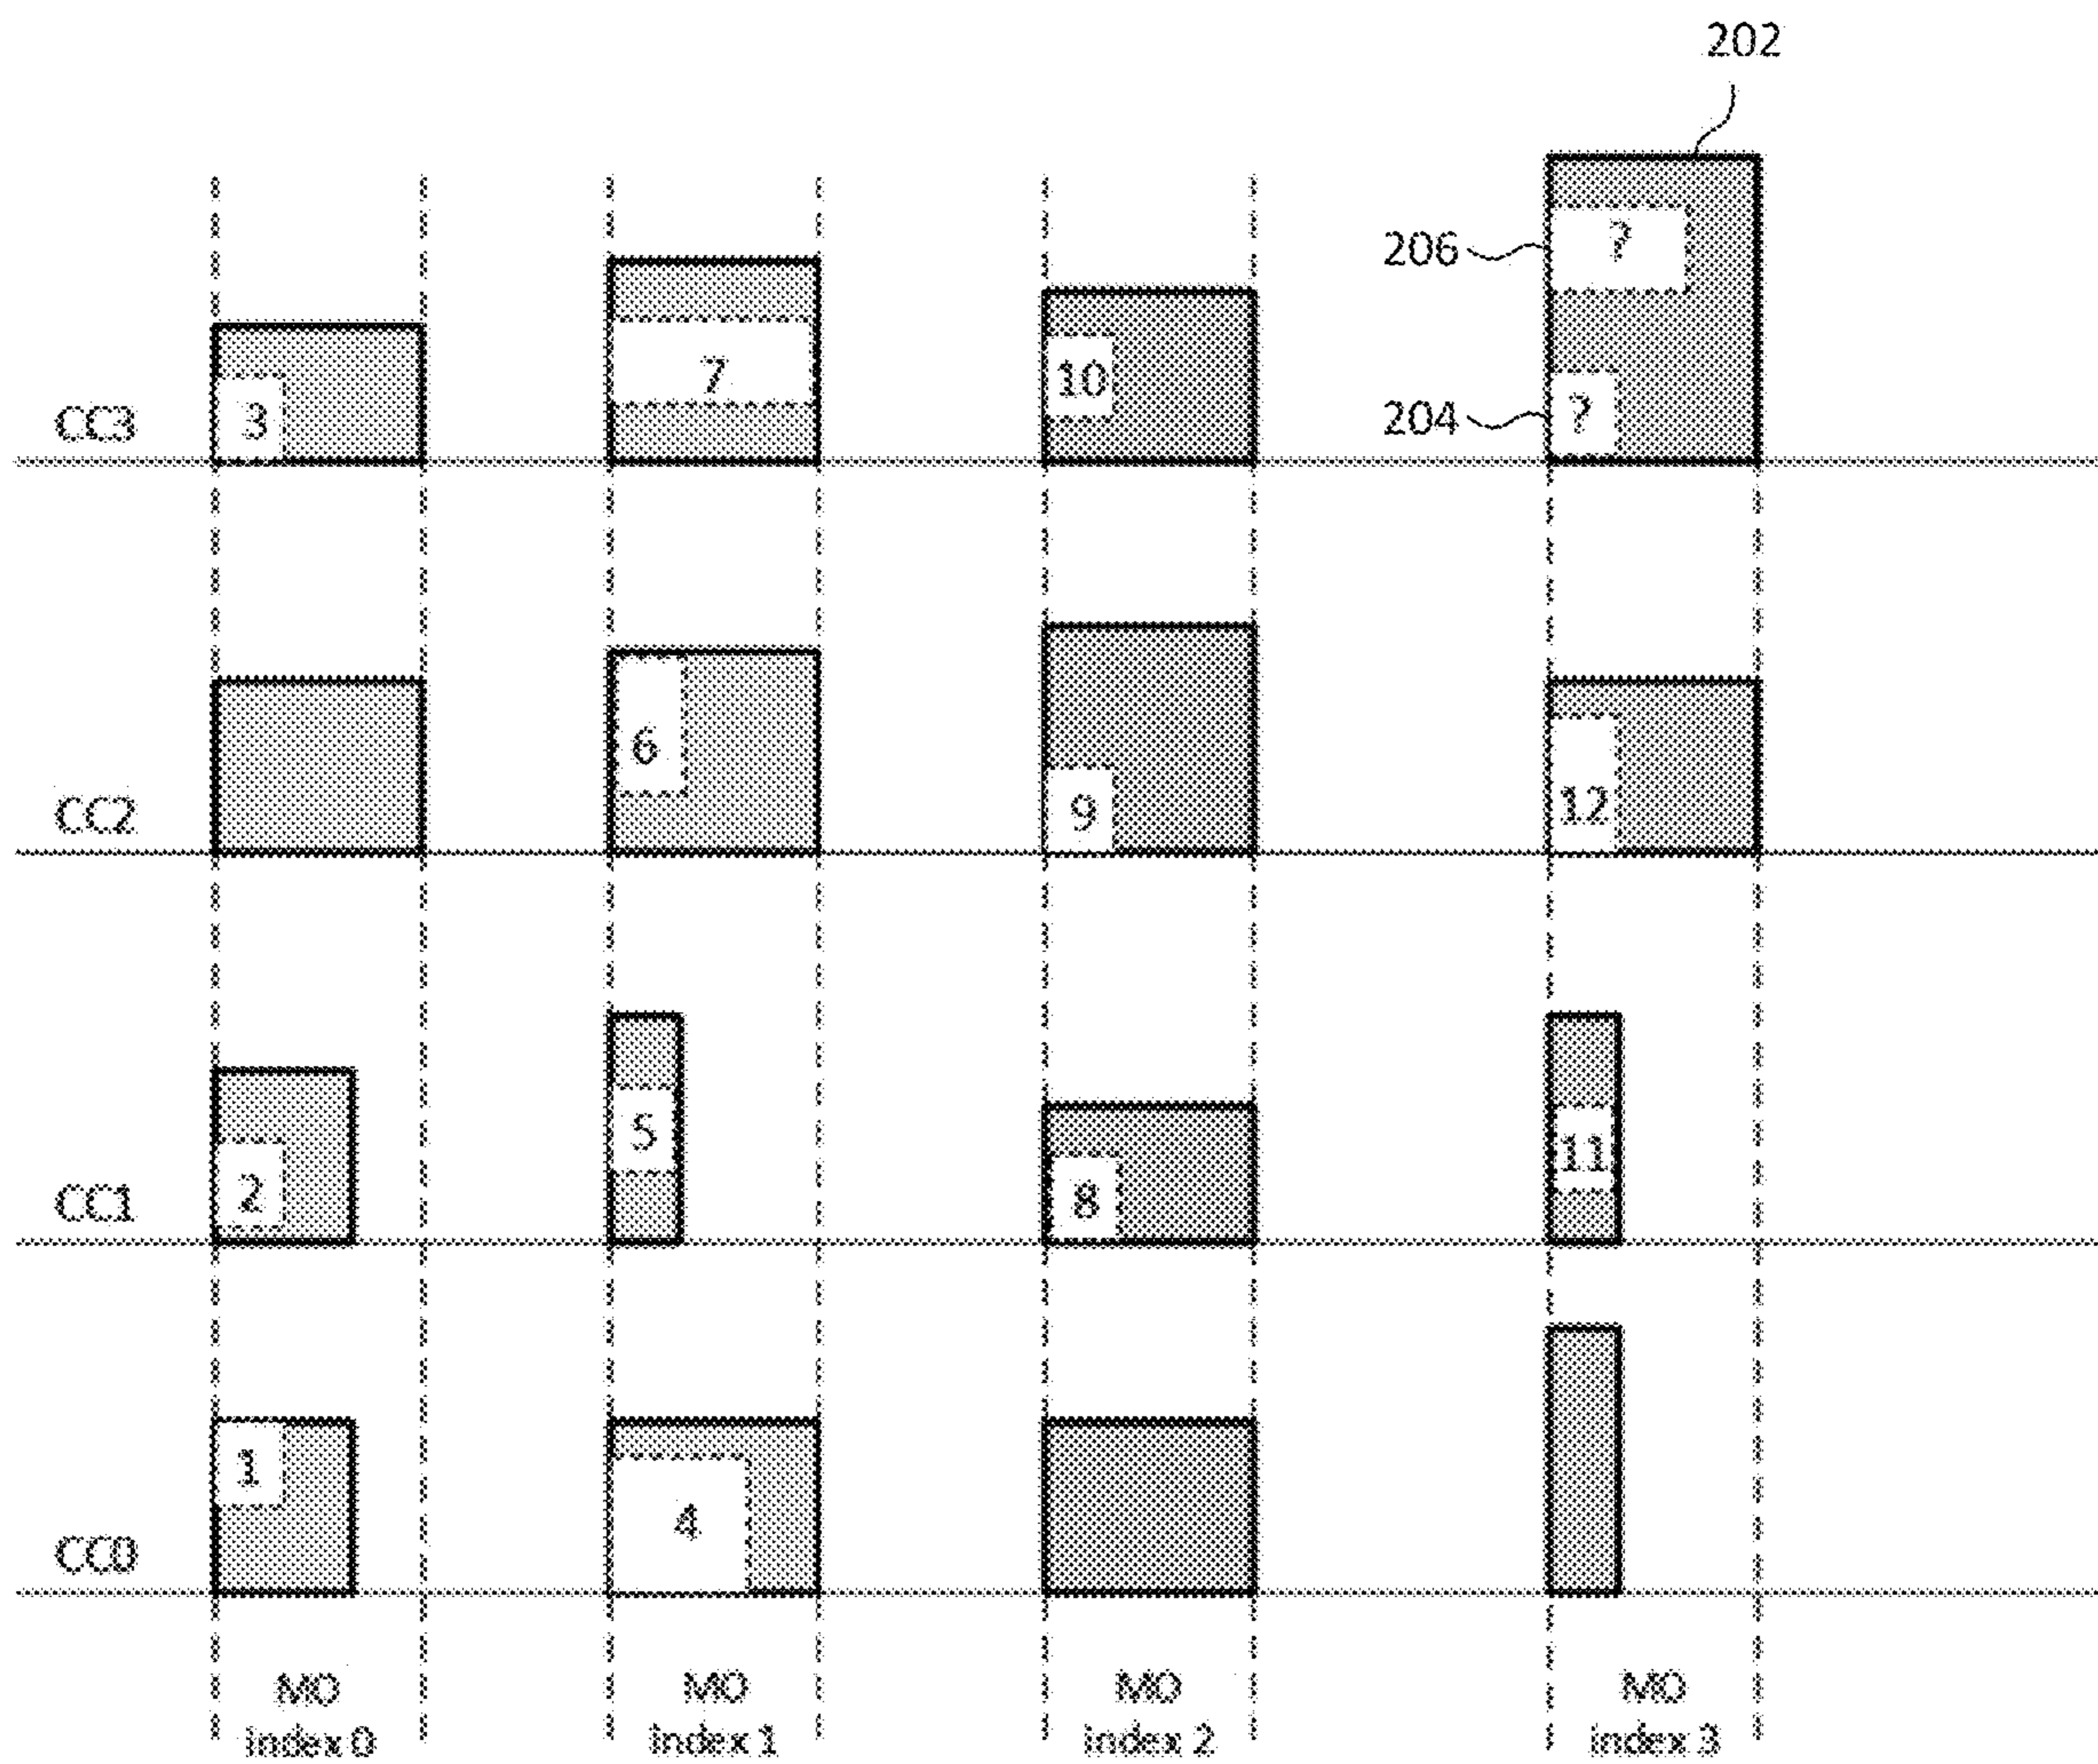 202
206 ?
CC3 3 7 10 204 ?
CC2 6 9 12
CC1 2 5 8 11
1
CC0 4
MO MO MO MO
index 0 index 1 index 2 index 3